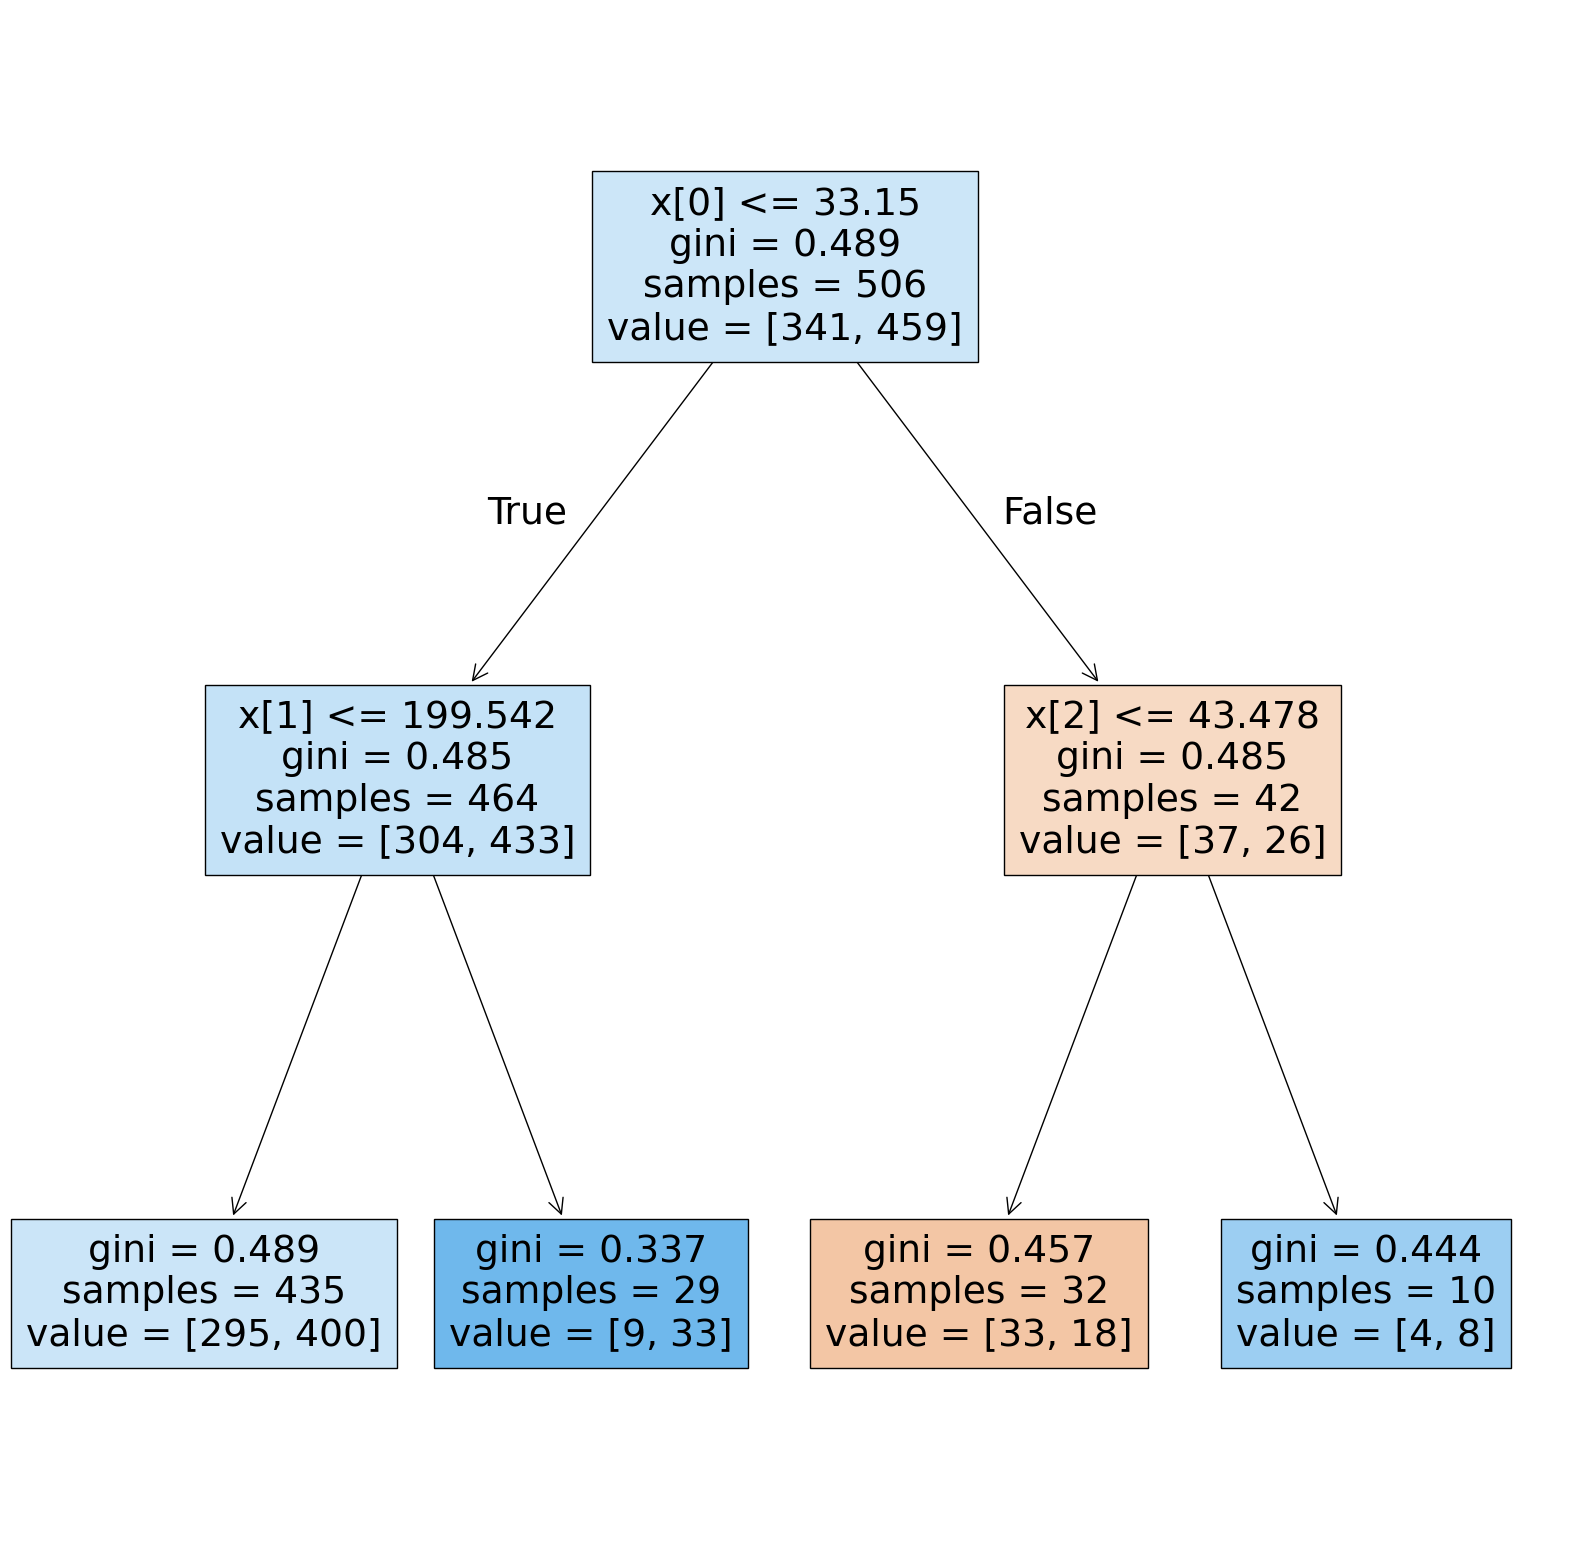 x[0] <= 33.15
gini = 0.489
samples = 506
value = [341, 459]
True
False
x[1] <= 199.542
gini = 0.485
samples = 464
value = [304, 433]
x[2] <= 43.478
gini = 0.485
samples = 42
value = [37, 26]
gini = 0.489
samples = 435
value = [295, 400]
gini = 0.337
samples = 29
value = [9, 33]
gini = 0.457
samples = 32
value = [33, 18]
gini = 0.444
samples = 10
value = [4, 8]